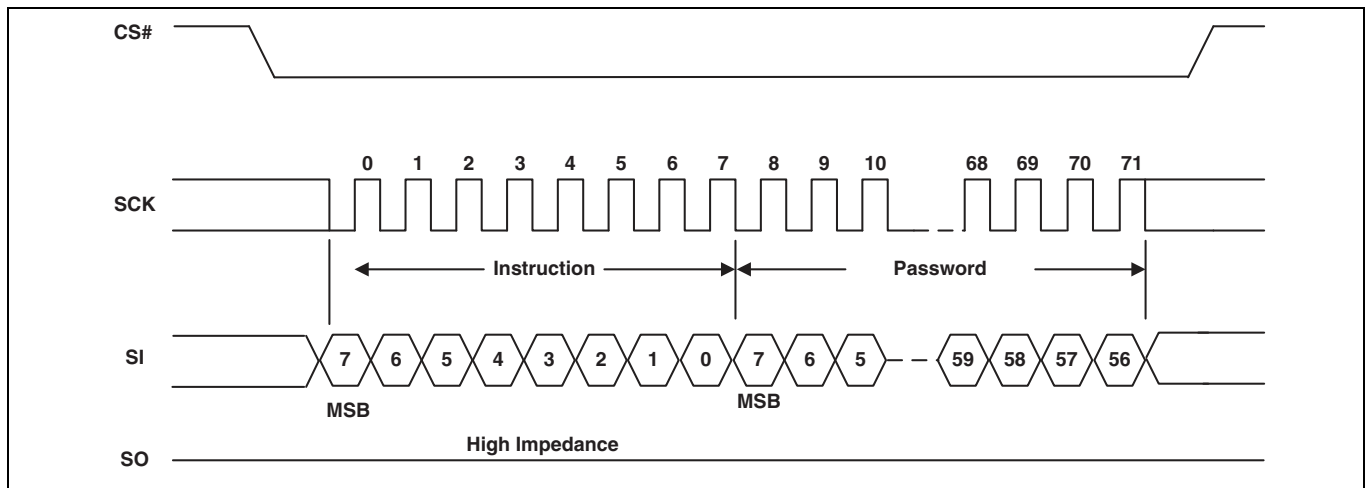 CS#
0 1 2 3 4 5 6 7 8 9 10 68 69 70 71
SCK
Instruction Password
SI 7 6 5 4 3 2 1 0 7 6 5 59 58 57 56
MSB MSB
High Impedance
SO